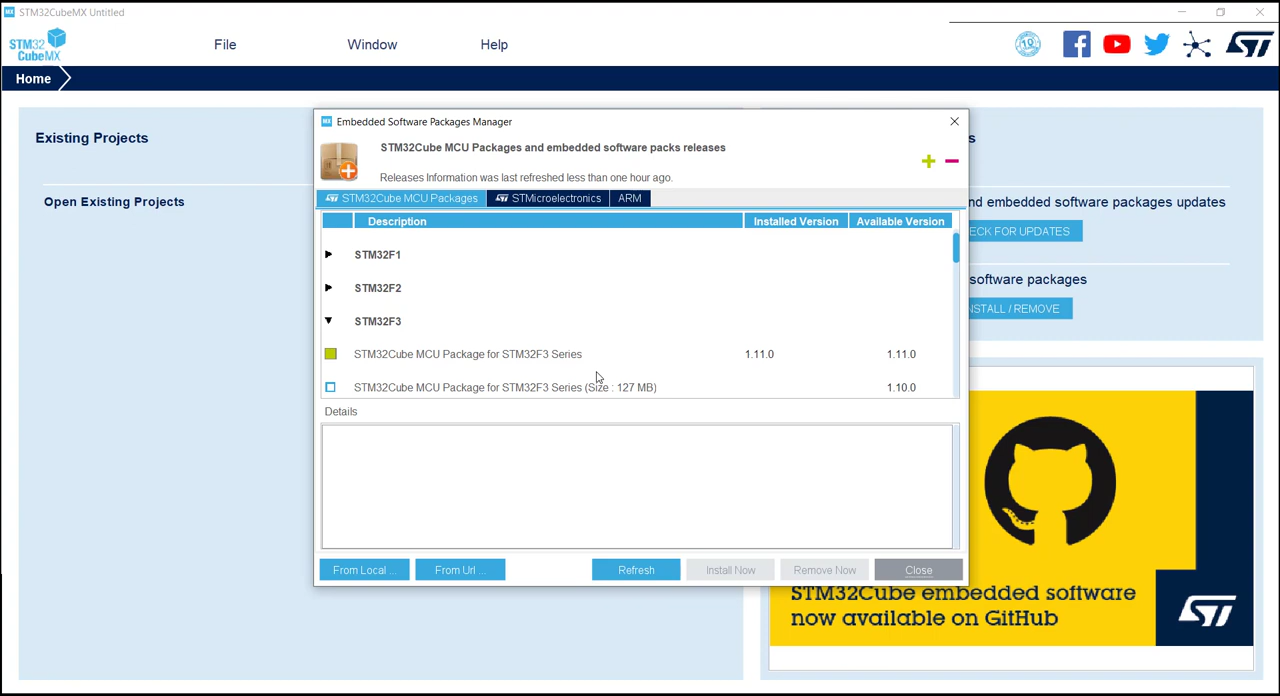 MX STM32CubeMX Untitled
STM32
CubeMX
File
Window
Help
10
Home
Existing Projects
Open Existing Projects
MX Embedded Software Packages Manager
STM32Cube MCU Packages and embedded software packs releases
Releases Information was last refreshed less than one hour ago.
STM32Cube MCU Packages
STMicroelectronics
ARM
Description
Installed Version
Available Version
STM32F1
STM32F2
STM32F3
STM32Cube MCU Package for STM32F3 Series 1.11.0 1.11.0
STM32Cube MCU Package for STM32F3 Series (Size : 127 MB) 1.10.0
Details
From Local ...
From Url ...
Refresh
Install Now
Remove Now
Close
s
nd embedded software packages updates
ECK FOR UPDATES
software packages
NSTALL / REMOVE
STM32Cube embedded software
now available on GitHub
ST